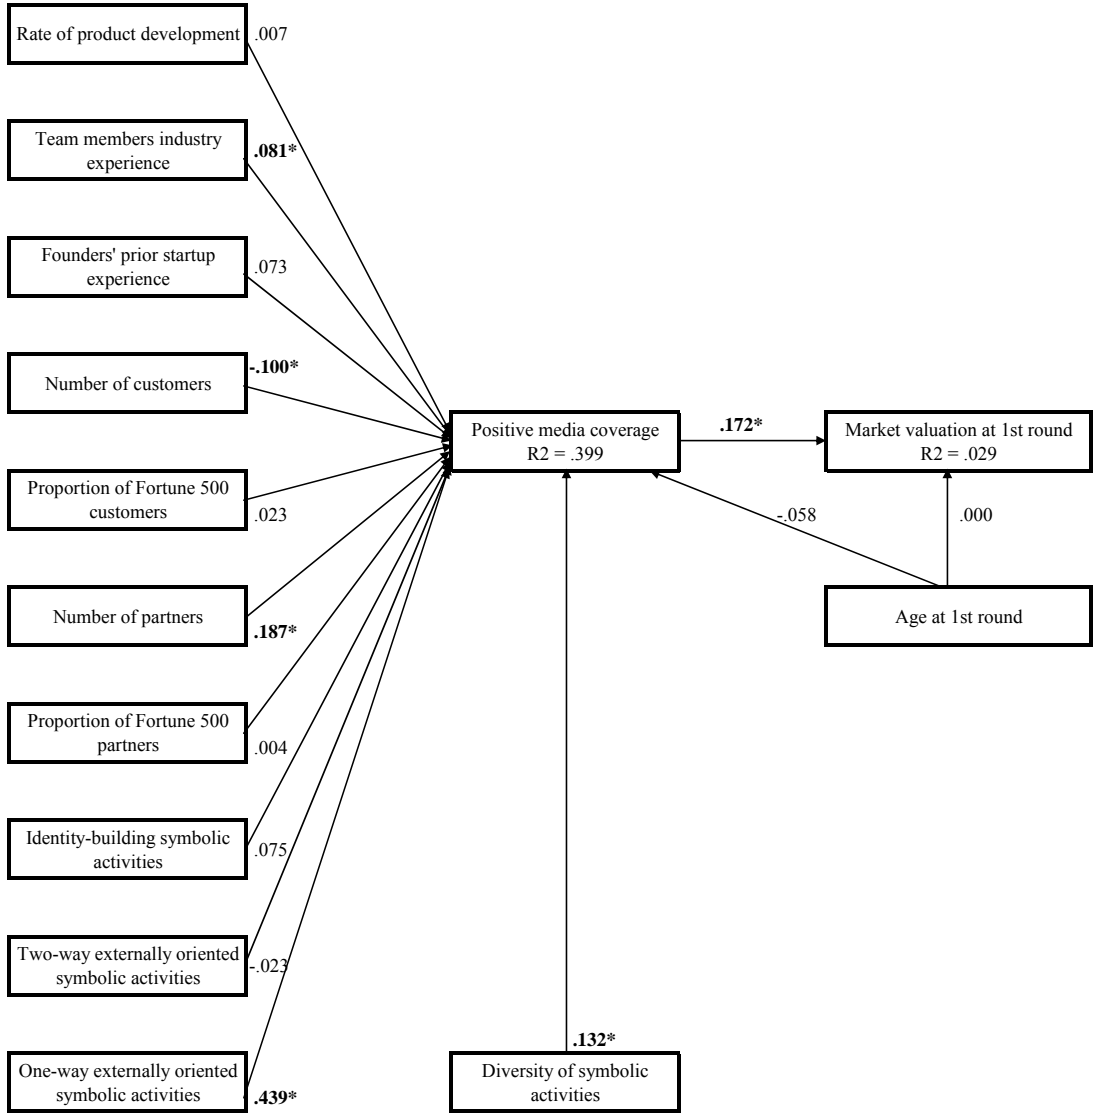 Rate of product development
.007
Team members industry
experience
.081*
Founders' prior startup
experience
.073
Number of customers
-.100*
Positive media coverage
R2 = .399
.172*
Market valuation at 1st round
R2 = .029
Proportion of Fortune 500
customers
.023
-.058
.000
Number of partners
.187*
Age at 1st round
Proportion of Fortune 500
partners
.004
Identity-building symbolic
activities
.075
Two-way externally oriented
symbolic activities
-.023
One-way externally oriented
symbolic activities
.439*
.132*
Diversity of symbolic
activities